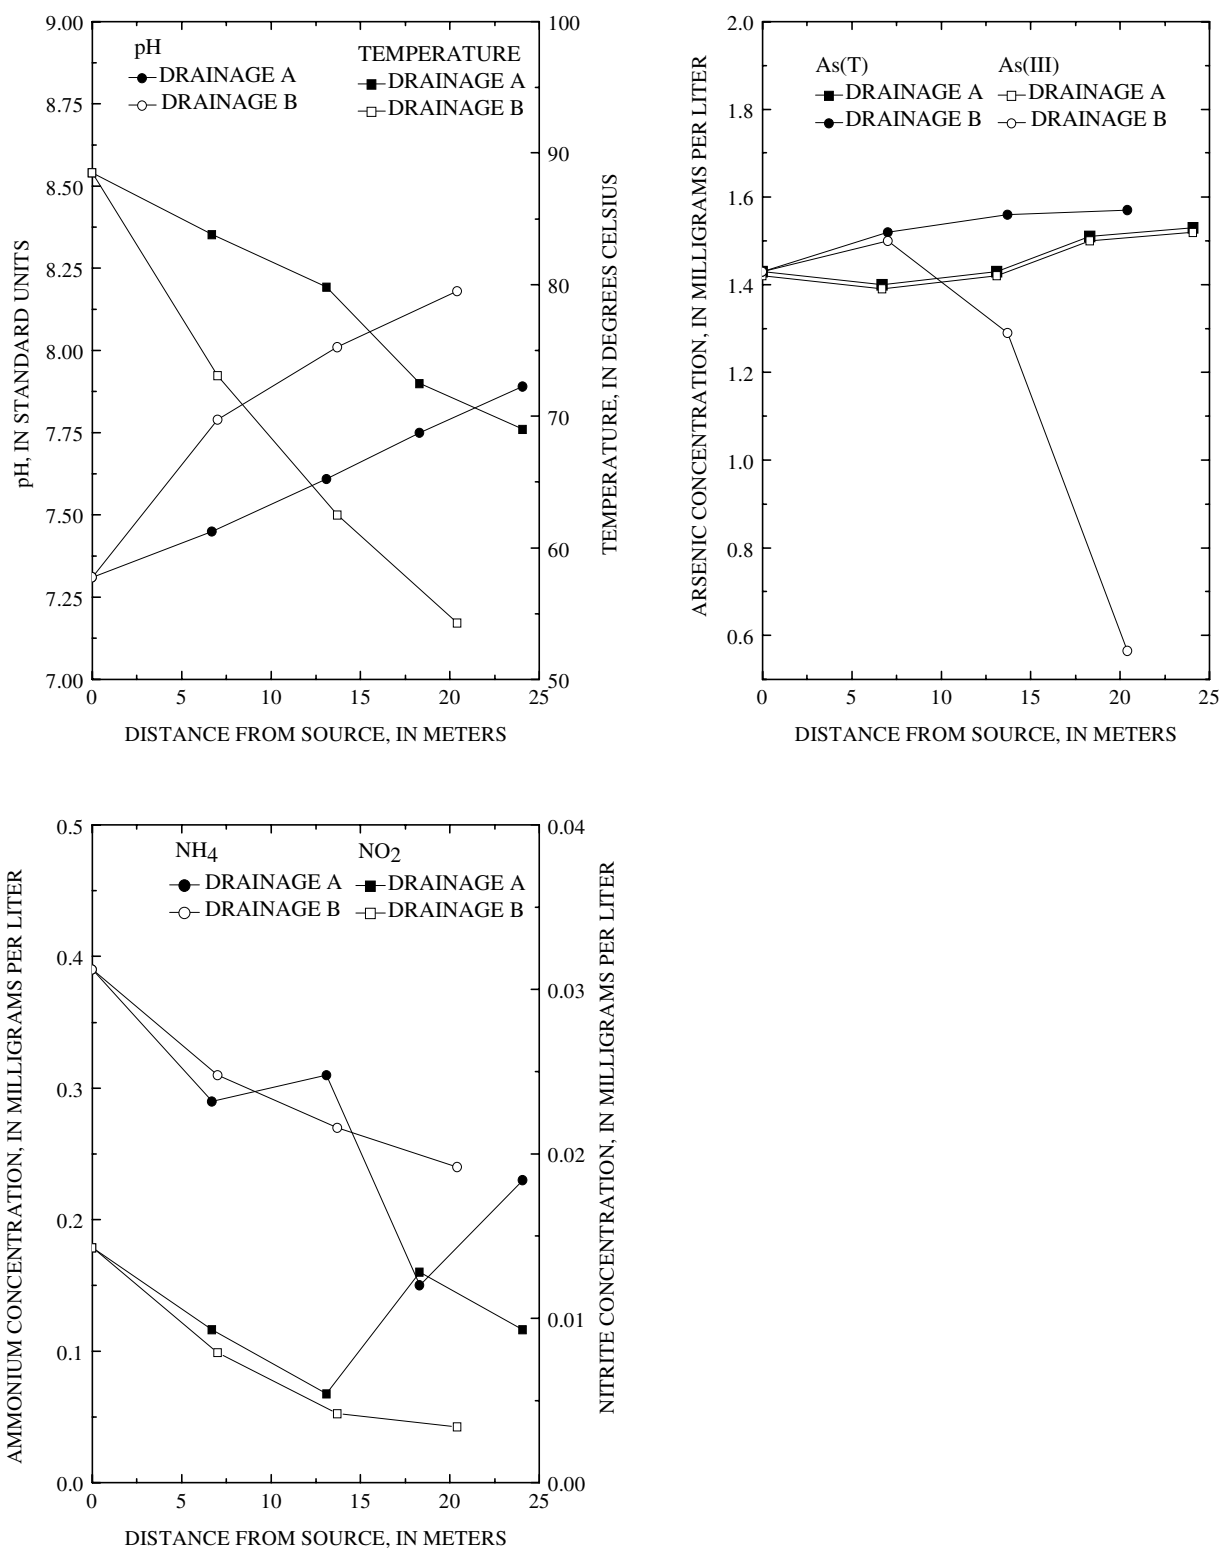 9.00
8.75
8.50
8.25
8.00
7.75
7.50
7.25
7.00
pH, IN STANDARD UNITS
pH
DRAINAGE A
DRAINAGE B
TEMPERATURE
DRAINAGE A
DRAINAGE B
100
90
80
70
60
50
TEMPERATURE, IN DEGREES CELSIUS
0 5 10 15 20 25
DISTANCE FROM SOURCE, IN METERS
2.0
1.8
1.6
1.4
1.2
1.0
0.8
0.6
ARSENIC CONCENTRATION, IN MILLIGRAMS PER LITER
As(T) As(III)
DRAINAGE A DRAINAGE A
DRAINAGE B DRAINAGE B
0 5 10 15 20 25
DISTANCE FROM SOURCE, IN METERS
0.5
0.4
0.3
0.2
0.1
0.0
AMMONIUM CONCENTRATION, IN MILLIGRAMS PER LITER
NH4 NO2
DRAINAGE A DRAINAGE A
DRAINAGE B DRAINAGE B
0.04
0.03
0.02
0.01
0.00
NITRITE CONCENTRATION, IN MILLIGRAMS PER LITER
0 5 10 15 20 25
DISTANCE FROM SOURCE, IN METERS